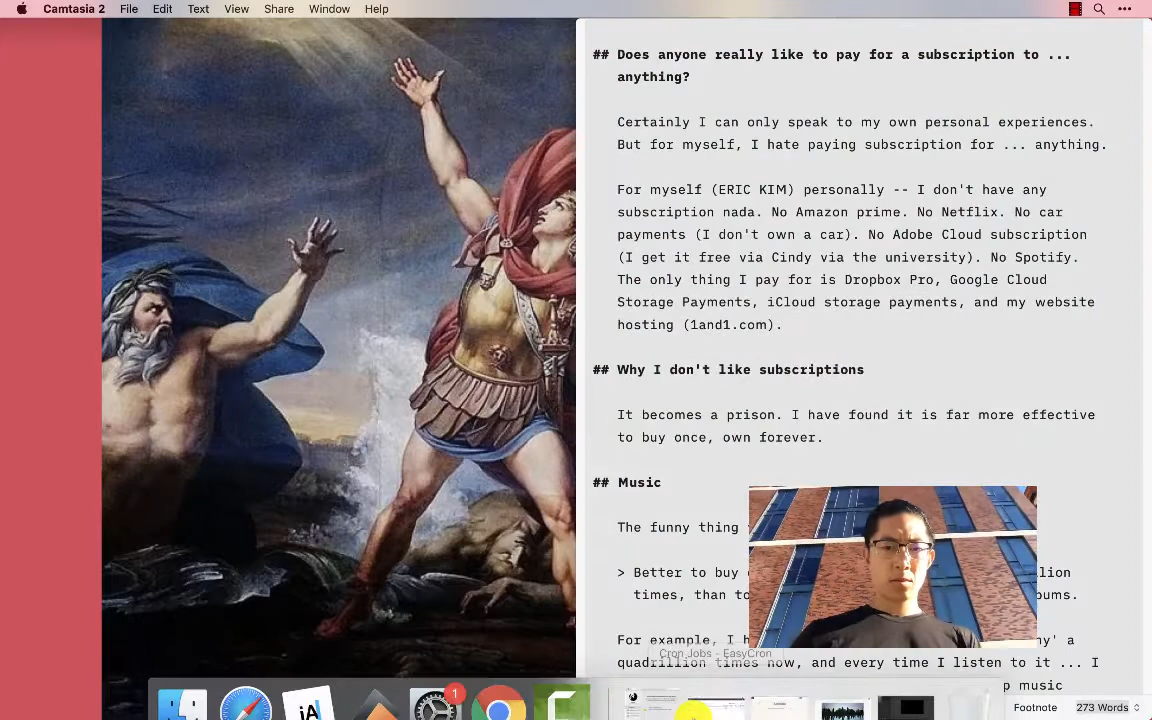 Camtasia 2 File Edit Text View Share Window Help
## Does anyone really like to pay for a subscription to ...
anything?
Certainly I can only speak to my own personal experiences.
But for myself, I hate paying subscription for ... anything.
For myself (ERIC KIM) personally -- I don't have any
subscription nada. No Amazon prime. No Netflix. No car
payments (I don't own a car). No Adobe Cloud subscription
(I get it free via Cindy via the university). No Spotify.
The only thing I pay for is Dropbox Pro, Google Cloud
Storage Payments, iCloud storage payments, and my website
hosting (1and1.com).
## Why I don't like subscriptions
It becomes a prison. I have found it is far more effective
to buy once, own forever.
## Music
The funny thing
> Better to buy
times, than to
For example, I
quadrillion times now, and every time I listen to it ... I
p music
Cron Jobs - EasyCron
1
iA
Footnote 273 Words